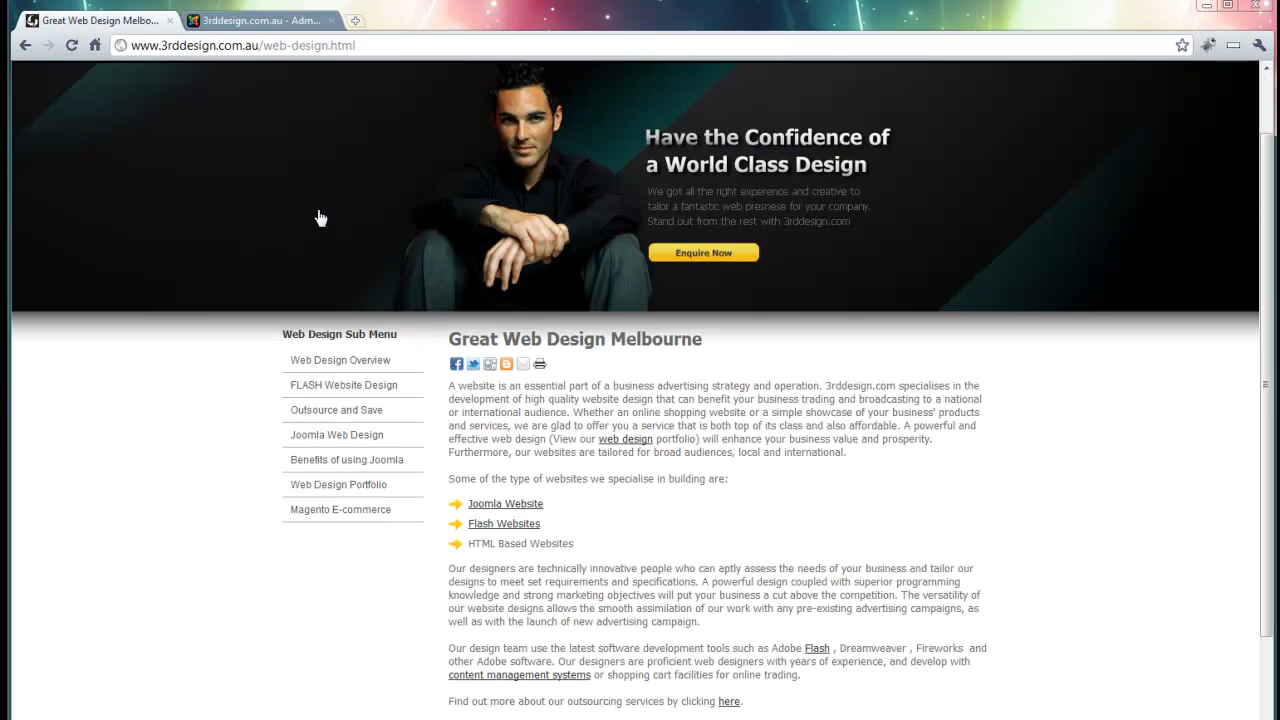 Great Web Design Melbo...
3rddesign.com.au - Adm...
www.3rddesign.com.au/web-design.html
Have the Confidence of
a World Class Design
We got all the right experence and creative to
tailor a fantastic web presnese for your company.
Stand out from the rest with 3rddesign.com
Enquire Now
Web Design Sub Menu
Web Design Overview
FLASH Website Design
Outsource and Save
Joomla Web Design
Benefits of using Joomla
Web Design Portfolio
Magento E-commerce
Great Web Design Melbourne
A website is an essential part of a business advertising strategy and operation. 3rddesign.com specialises in the
development of high quality website design that can benefit your business trading and broadcasting to a national
or international audience. Whether an online shopping website or a simple showcase of your business' products
and services, we are glad to offer you a service that is both top of its class and also affordable. A powerful and
effective web design (View our web design portfolio) will enhance your business value and prosperity.
Furthermore, our websites are tailored for broad audiences, local and international.
Some of the type of websites we specialise in building are:
Joomla Website
Flash Websites
HTML Based Websites
Our designers are technically innovative people who can aptly assess the needs of your business and tailor our
designs to meet set requirements and specifications. A powerful design coupled with superior programming
knowledge and strong marketing objectives will put your business a cut above the competition. The versatility of
our website designs allows the smooth assimilation of our work with any pre-existing advertising campaigns, as
well as with the launch of new advertising campaign.
Our design team use the latest software development tools such as Adobe Flash , Dreamweaver , Fireworks  and
other Adobe software. Our designers are proficient web designers with years of experience, and develop with
content management systems or shopping cart facilities for online trading.
Find out more about our outsourcing services by clicking here.